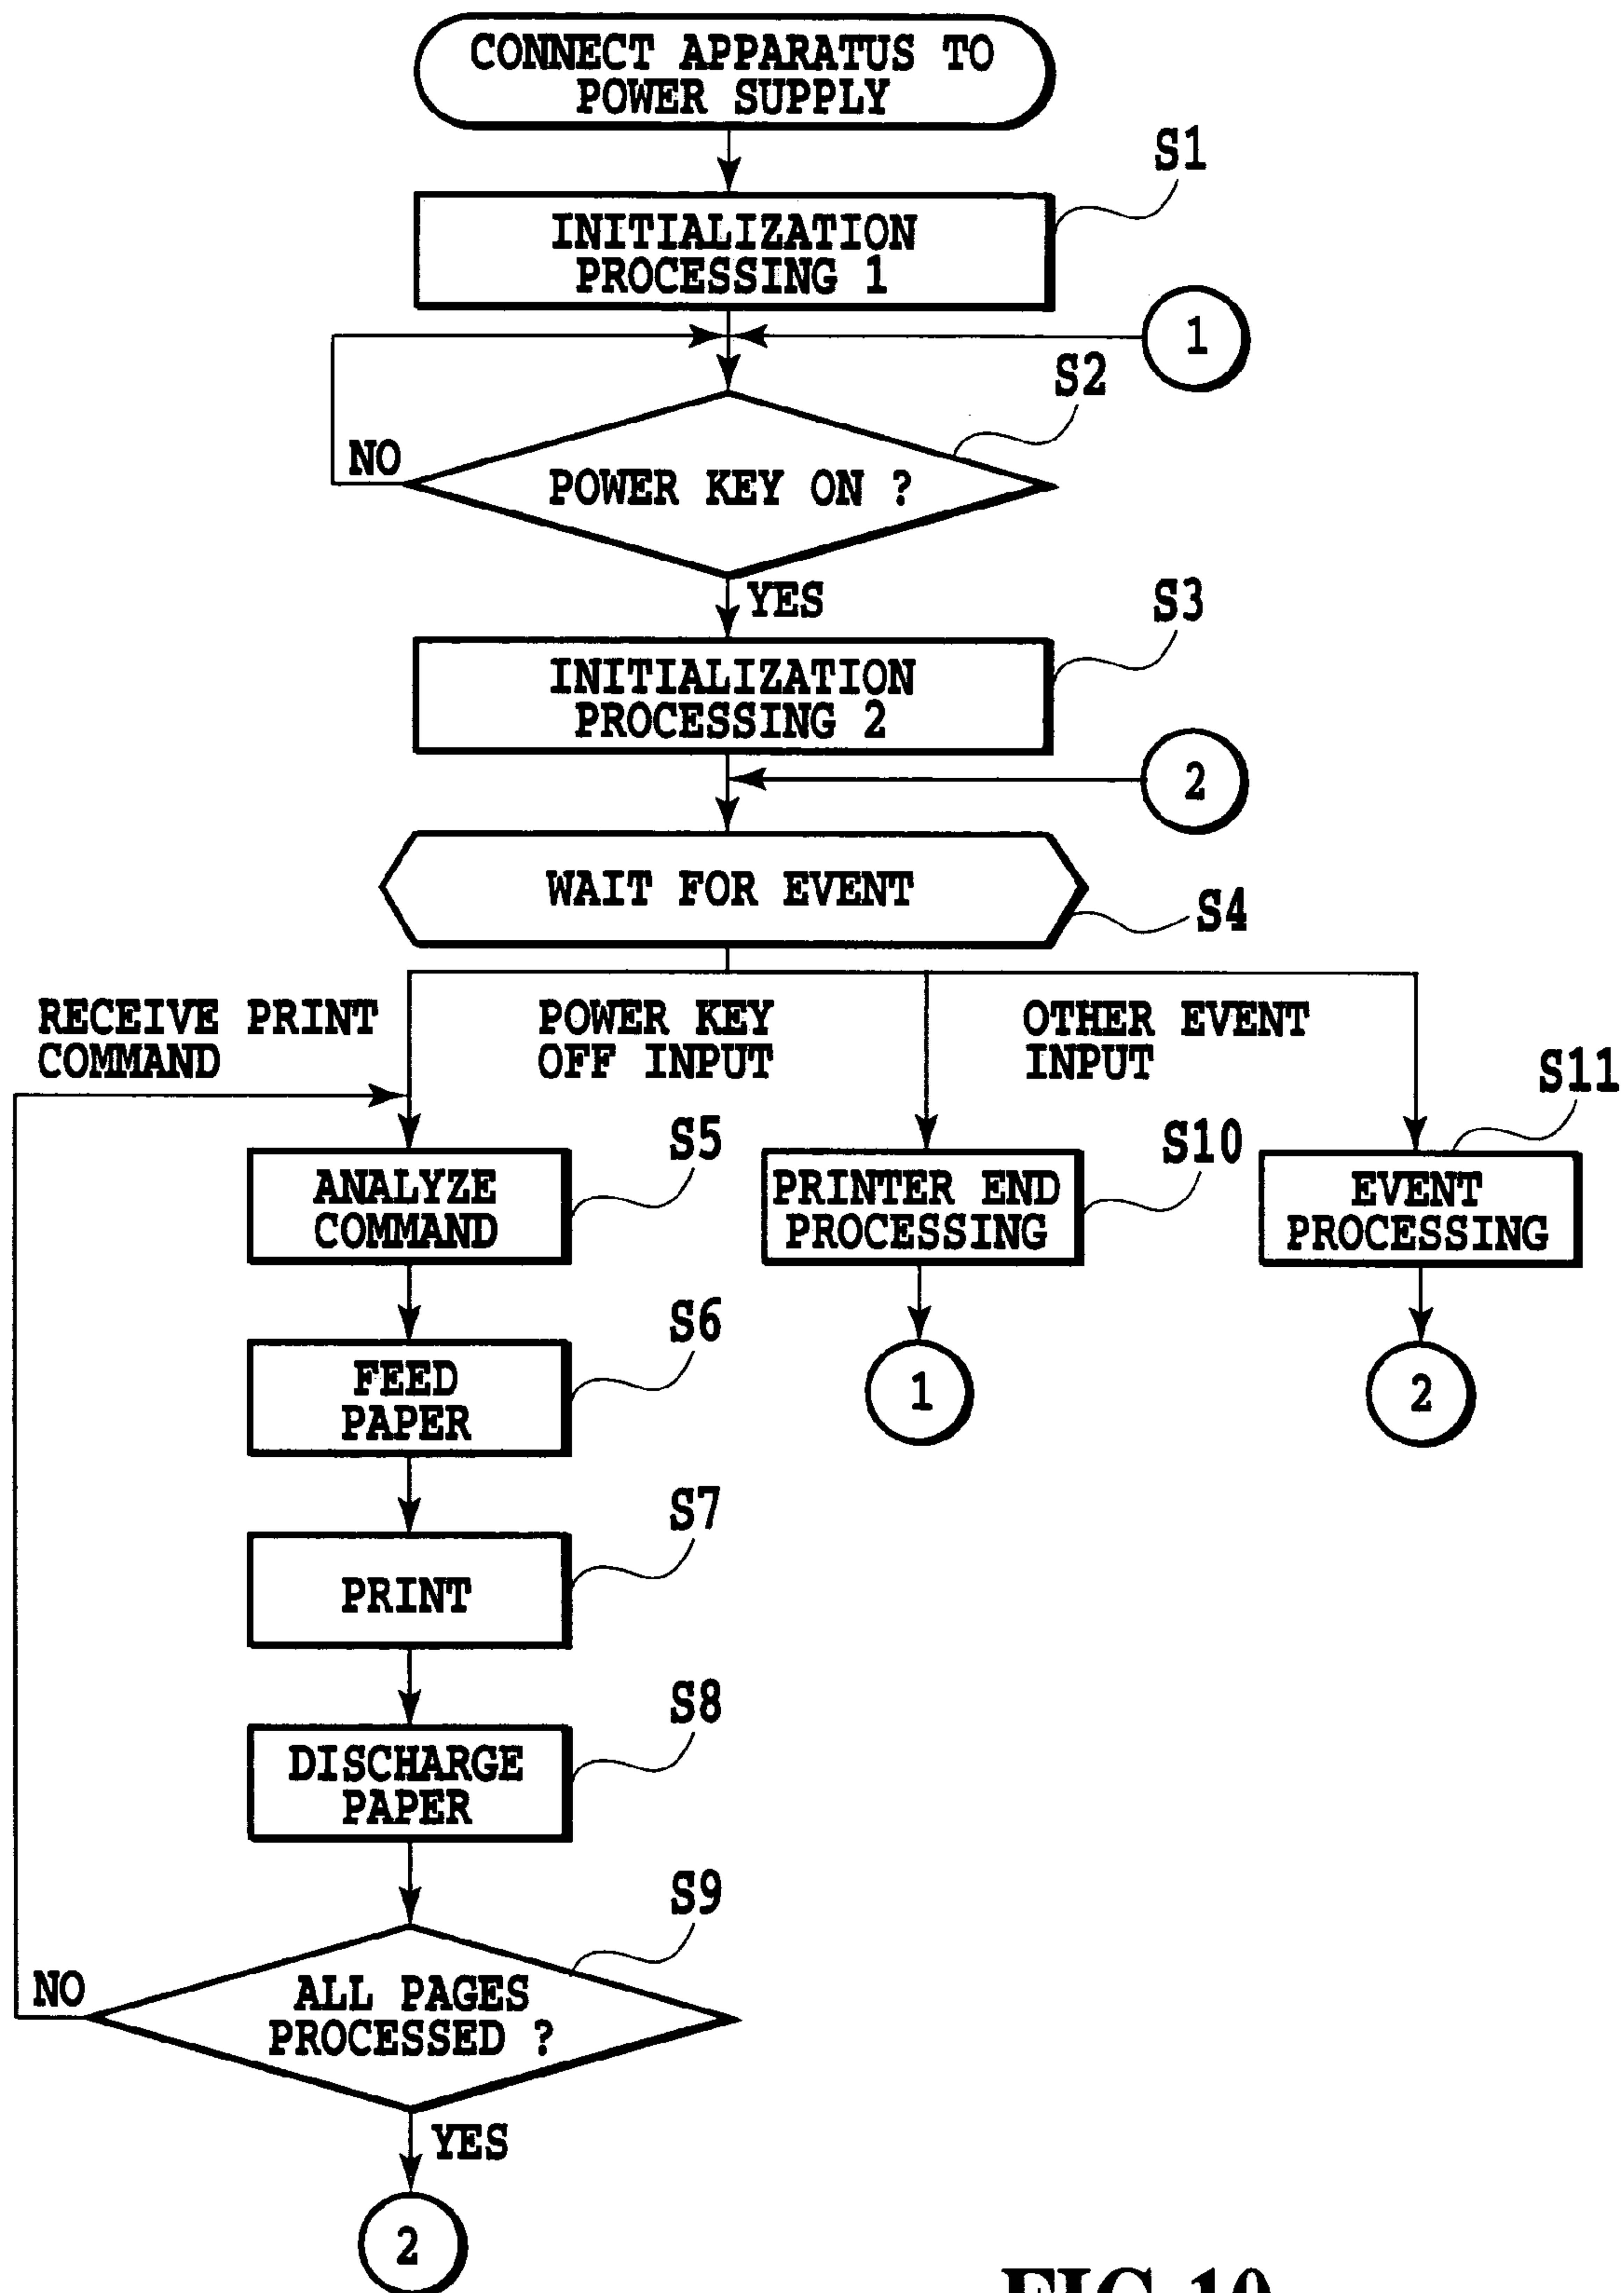 CONNECT APPARATUS TO
POWER SUPPLY
S1
INITIALIZATION
PROCESSING 1
1
S2
NO
POWER KEY ON ?
YES
S3
INITIALIZATION
PROCESSING 2
2
WAIT FOR EVENT
S4
RECEIVE PRINT
COMMAND
POWER KEY
OFF INPUT
OTHER EVENT
INPUT
S5
ANALYZE
COMMAND
S10
PRINTER END
PROCESSING
S11
EVENT
PROCESSING
S6
FEED
PAPER
1
2
S7
PRINT
S8
DISCHARGE
PAPER
S9
NO
ALL PAGES
PROCESSED ?
YES
2
FIG.10